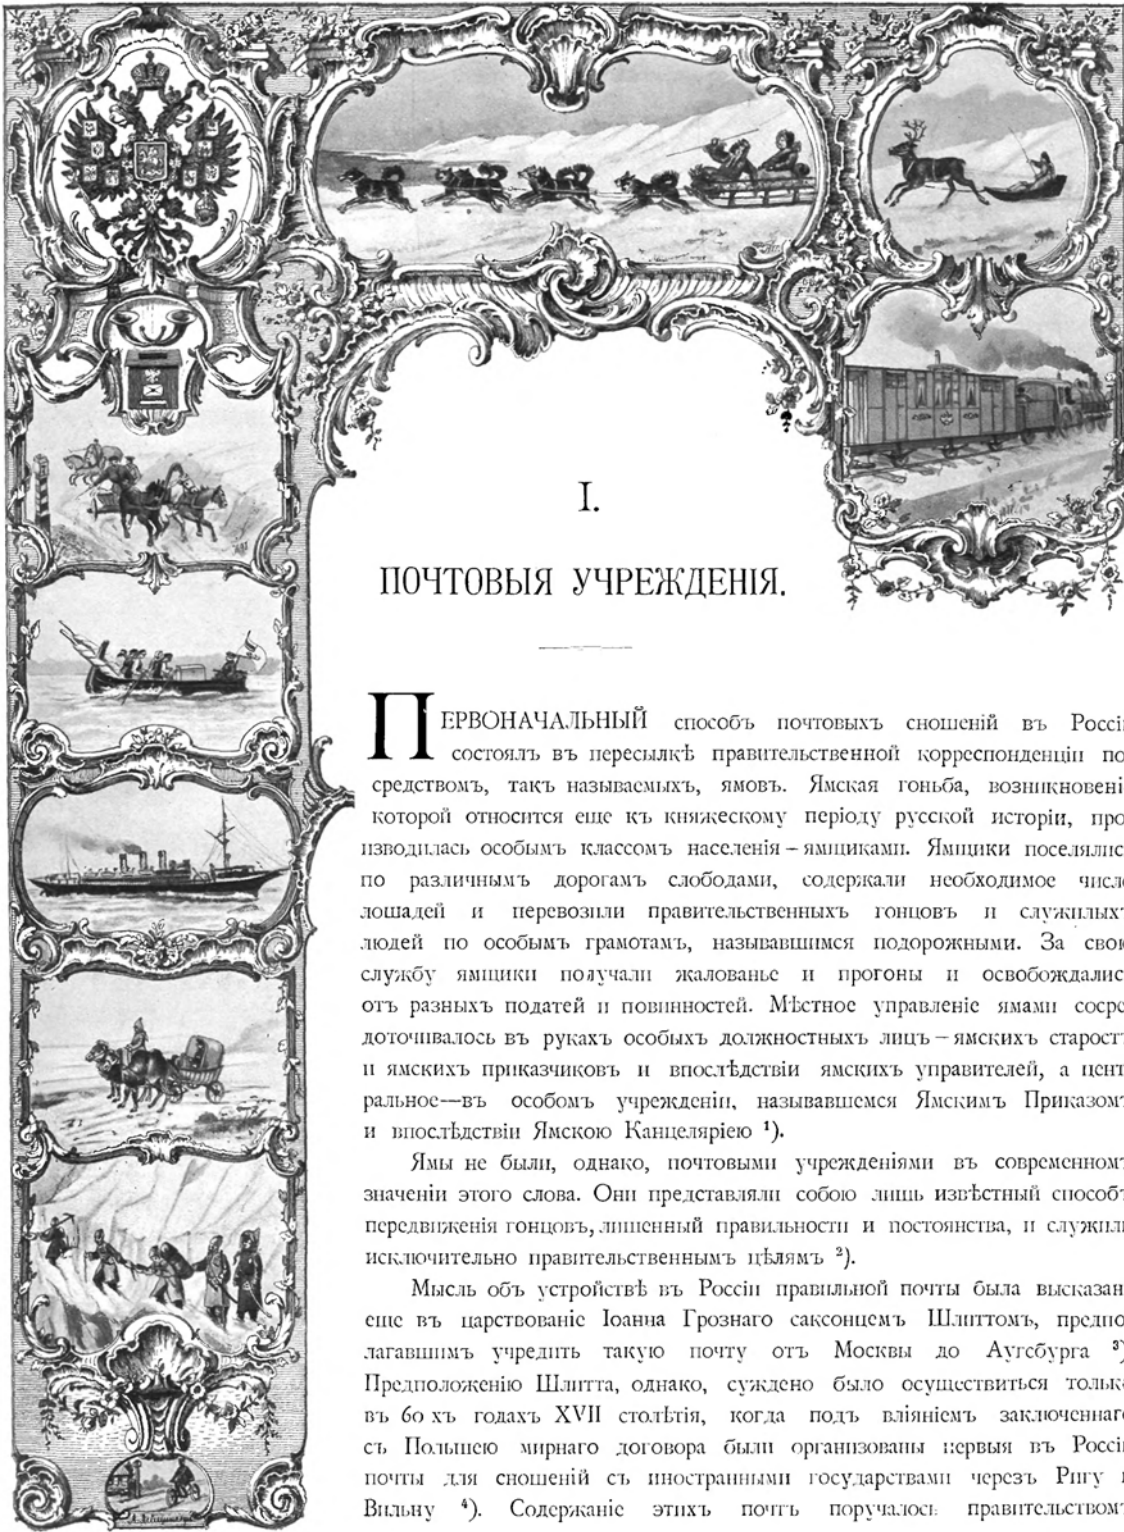 I.
ПОЧТОВЫЯ УЧРЕЖДЕНІЯ.
ПЕРВОНАЧАЛЬНЫЙ способъ почтовыхъ сношеній въ Россі
состоялъ въ пересылкѣ правительственной корреспонденціи по
средствомъ, такъ называемыхъ, ямовъ. Ямская гоньба, возникновені
которой относится еще къ княжескому періоду русской исторіи, про
изводилась особымъ классомъ населенія – ямщиками. Ямщики поселялис
по различнымъ дорогамъ слободами, содержали необходимое число
лошадей и перевозили правительственныхъ гонцовъ и служилыхъ
людей по особымъ грамотамъ, называвшимся подорожными. За свою
службу ямщики получали жалованье и прогоны и освобождалис
отъ разныхъ податей и повинностей. Мѣстное управленіе ямами сосре
доточивалось въ рукахъ особыхъ должностныхъ лицъ – ямскихъ старостъ
и ямскихъ приказчиковъ и впослѣдствіи ямскихъ управителей, а цент
ральное—въ особомъ учрежденіи, называвшемся Ямскимъ Приказомъ
и впослѣдствіи Ямскою Канцеляріею ¹).
Ямы не были, однако, почтовыми учрежденіями въ современномъ
значеніи этого слова. Они представляли собою лишь извѣстный способъ
передвиженія гонцовъ, лишенный правильности и постоянства, и служили
исключительно правительственнымъ цѣлямъ ²).
Мысль объ устройствѣ въ Россіи правильной почты была высказан
еще въ царствованіе Іоанна Грознаго саксонцемъ Шлиттомъ, предпо
лагавшимъ учредить такую почту отъ Москвы до Аугсбурга ³)
Предположенію Шлитта, однако, суждено было осуществиться только
въ 60 хъ годахъ XVII столѣтія, когда подъ вліяніемъ заключеннаго
съ Польшею мирнаго договора были организованы первыя въ Россі
почты для сношеній съ иностранными государствами черезъ Ригу и
Вильну ⁴). Содержаніе этихъ почтъ поручалось правительствомъ